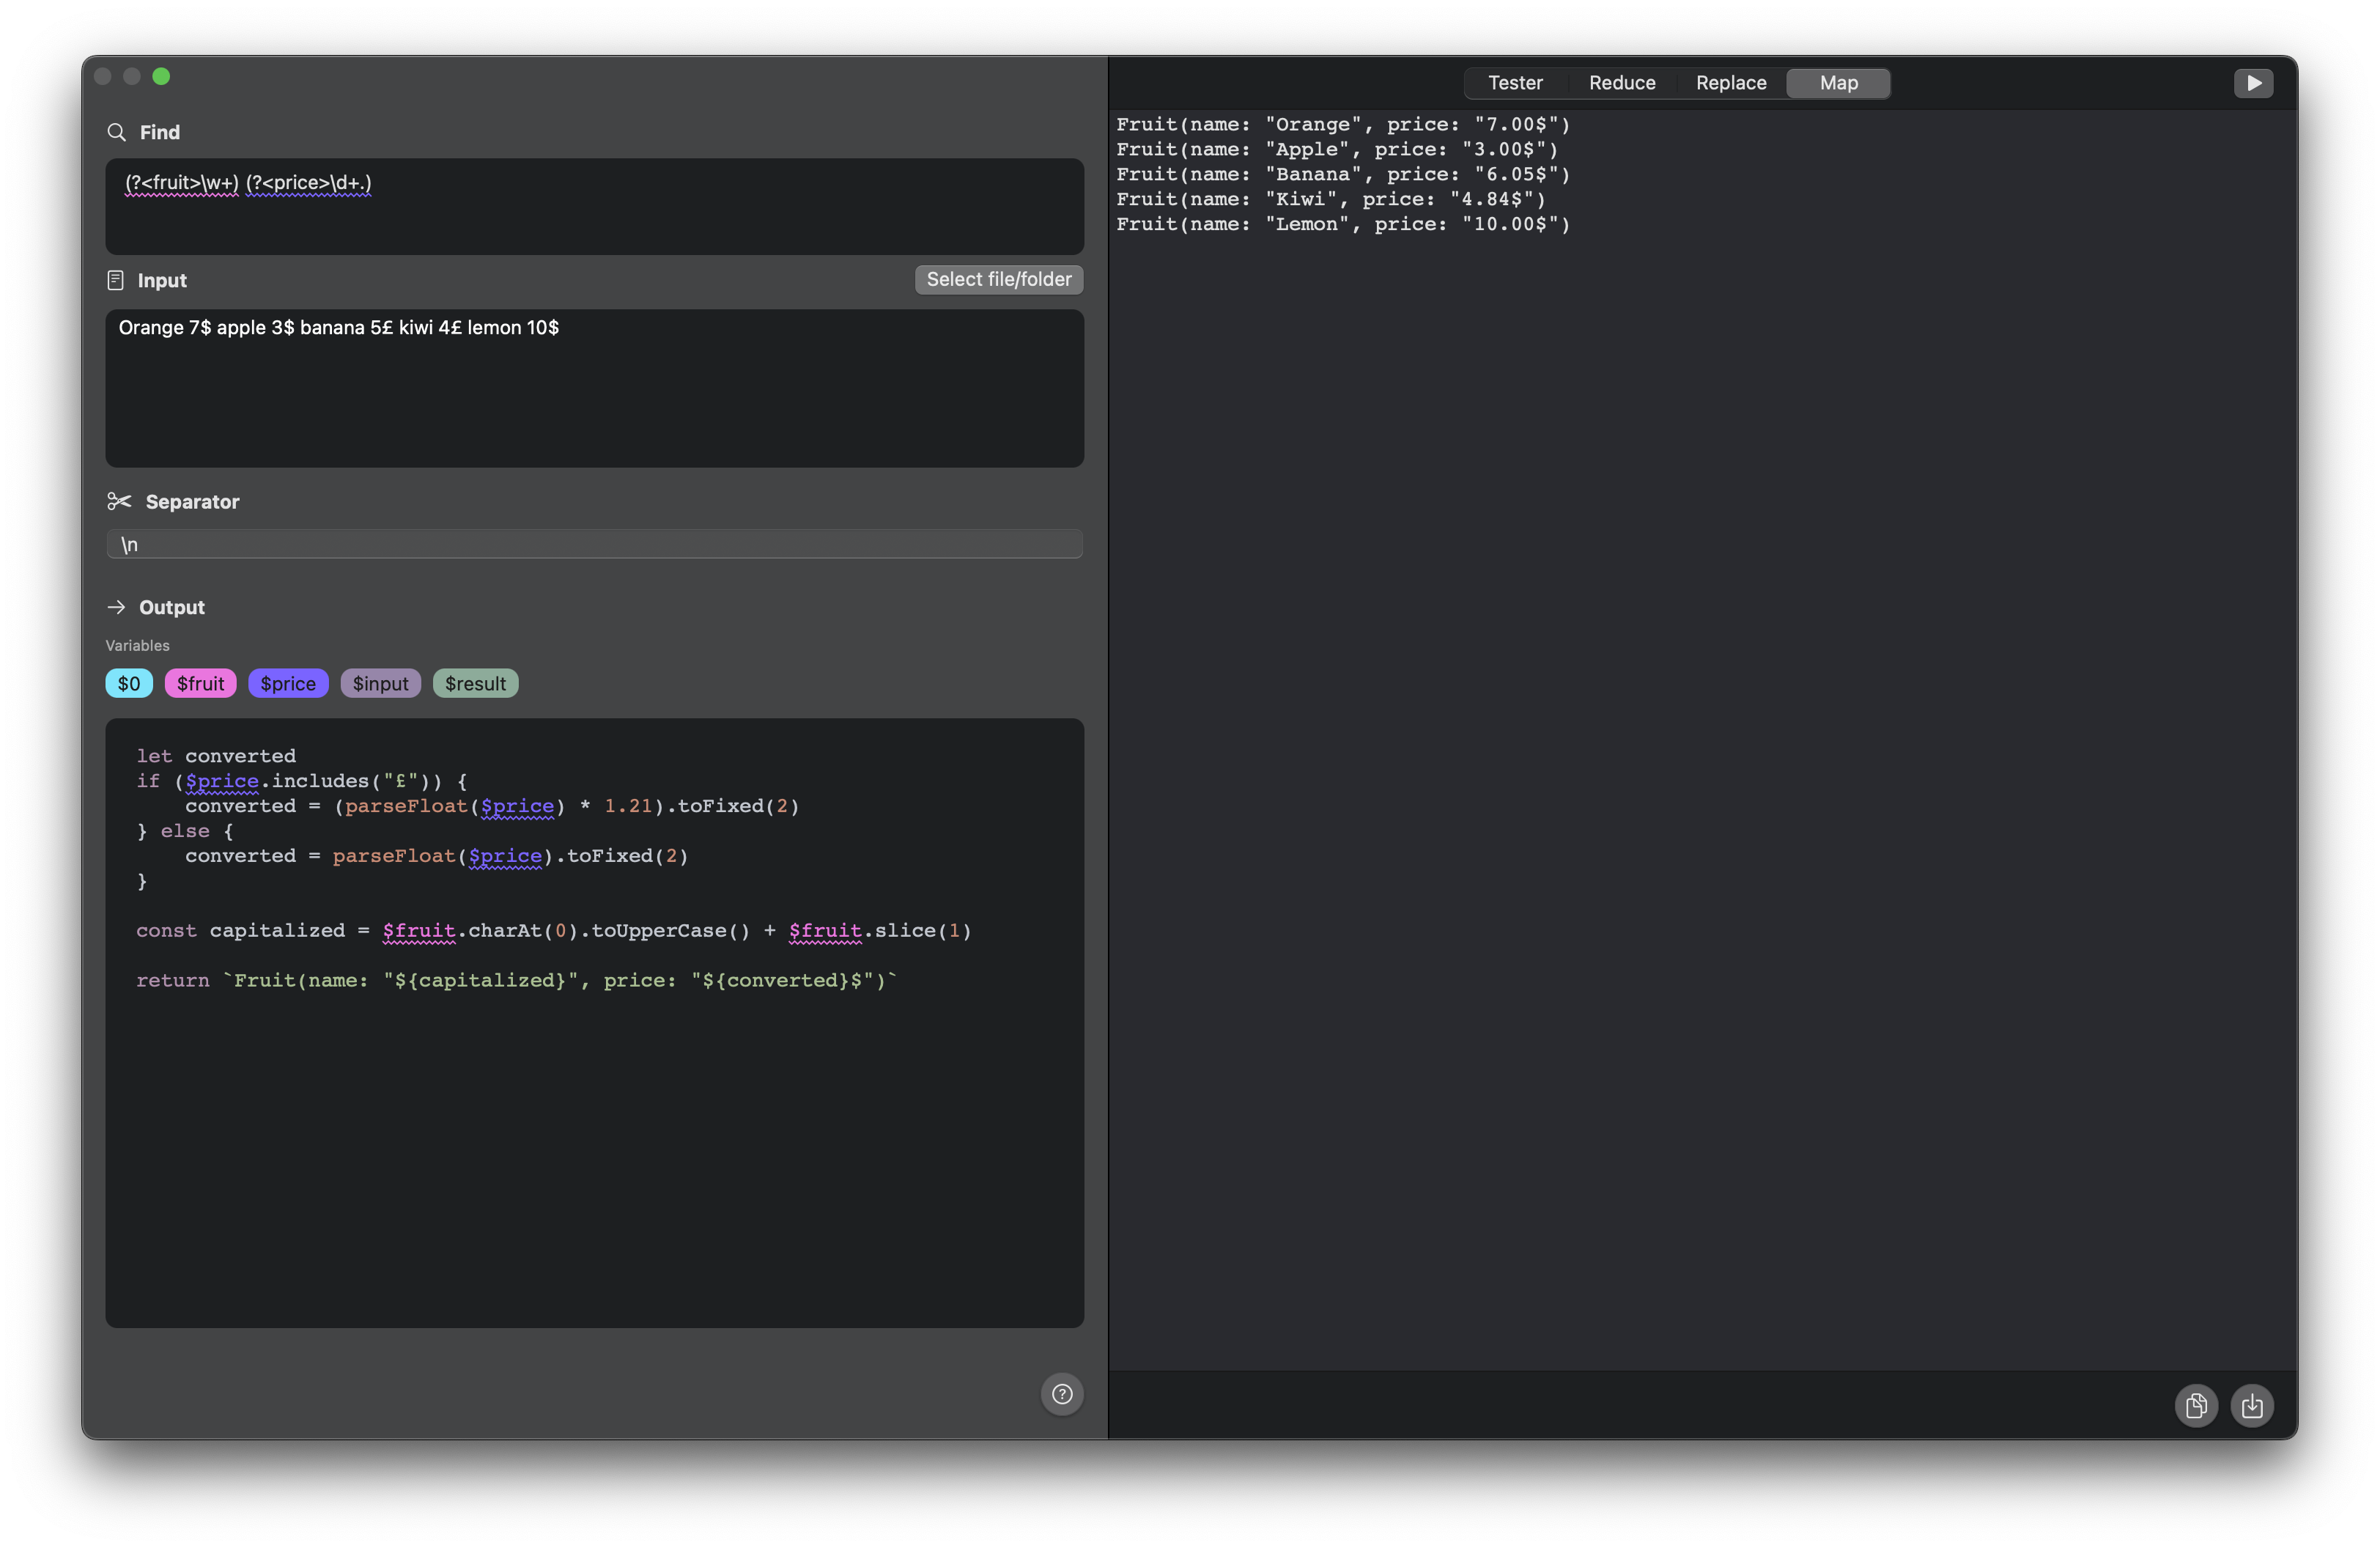 Find
(?<fruit>\w+) (?<price>\d+.)
Input
Select file/folder
Orange 7$ apple 3$ banana 5£ kiwi 4£ lemon 10$
Separator
\n
Output
Variables
$0 $fruit $price $input $result
let converted
if ($price.includes("£")) {
    converted = (parseFloat($price) * 1.21).toFixed(2)
} else {
    converted = parseFloat($price).toFixed(2)
}
const capitalized = $fruit.charAt(0).toUpperCase() + $fruit.slice(1)
return `Fruit(name: "${capitalized}", price: "${converted}$")`
?
Tester Reduce Replace Map
Fruit(name: "Orange", price: "7.00$")
Fruit(name: "Apple", price: "3.00$")
Fruit(name: "Banana", price: "6.05$")
Fruit(name: "Kiwi", price: "4.84$")
Fruit(name: "Lemon", price: "10.00$")